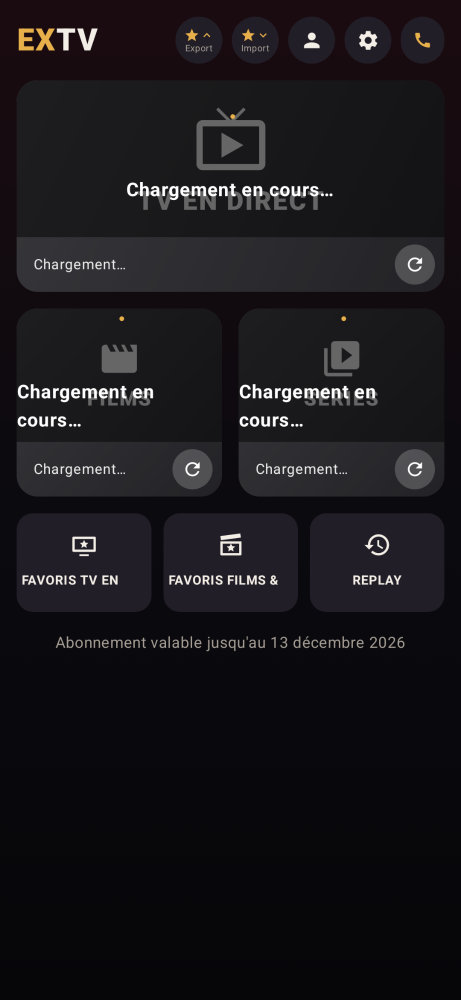 EXTV
Export
Import
Chargement en cours…
TV EN DIRECT
Chargement…
Chargement en
cours…
FILMS
Chargement en
cours…
SÉRIES
Chargement…
Chargement…
FAVORIS TV EN
FAVORIS FILMS &
REPLAY
Abonnement valable jusqu'au 13 décembre 2026